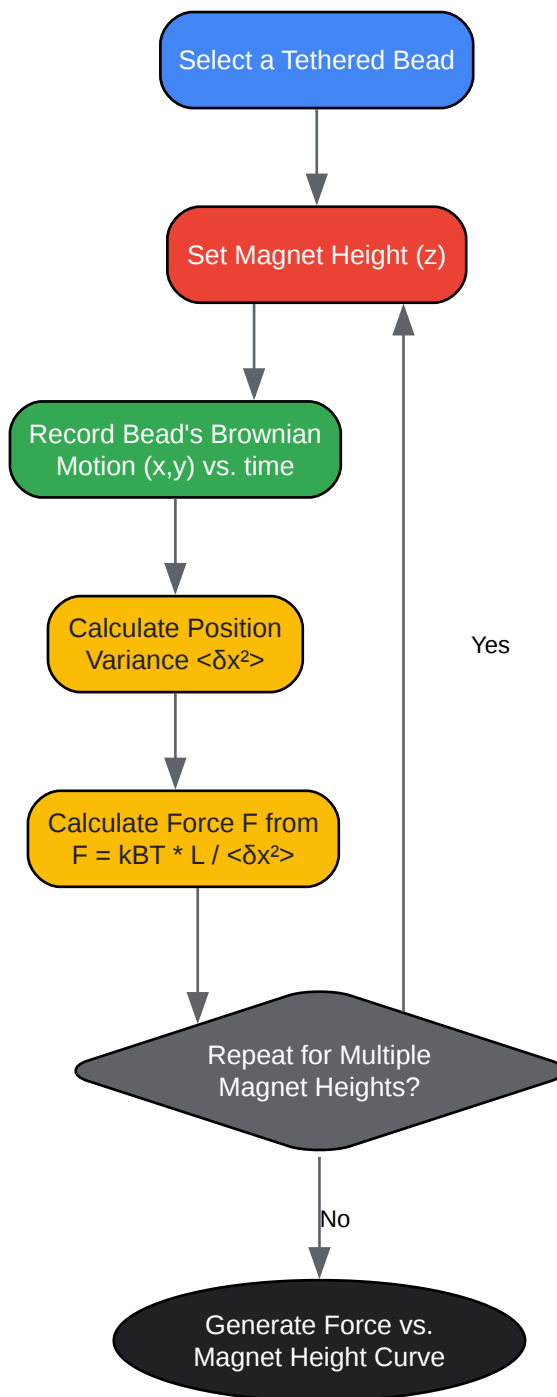 Select a Tethered Bead
Set Magnet Height (z)
Record Bead's Brownian
Motion (x,y) vs. time
Calculate Position
Variance <δx²>
Yes
Calculate Force F from
F = kBT * L / <δx²>
Repeat for Multiple
Magnet Heights?
No
Generate Force vs.
Magnet Height Curve